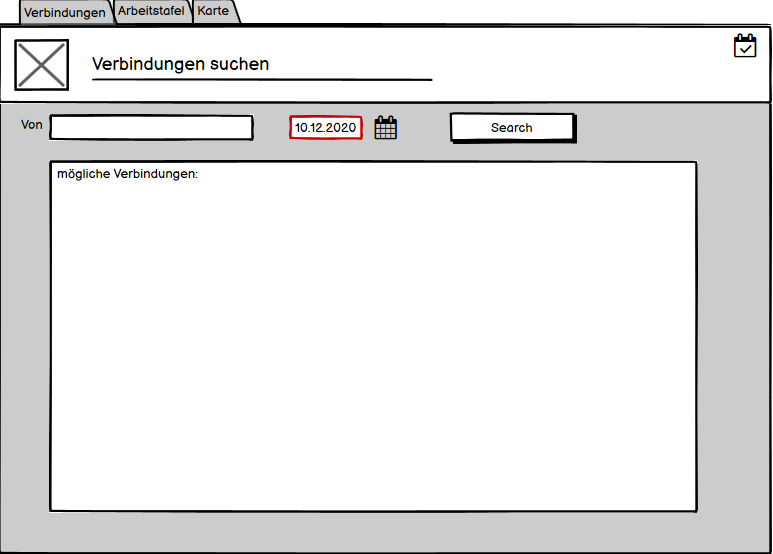 Verbindungen
Arbeitstafel
Karte
Verbindungen suchen
Von
10.12.2020
Search
mögliche Verbindungen: